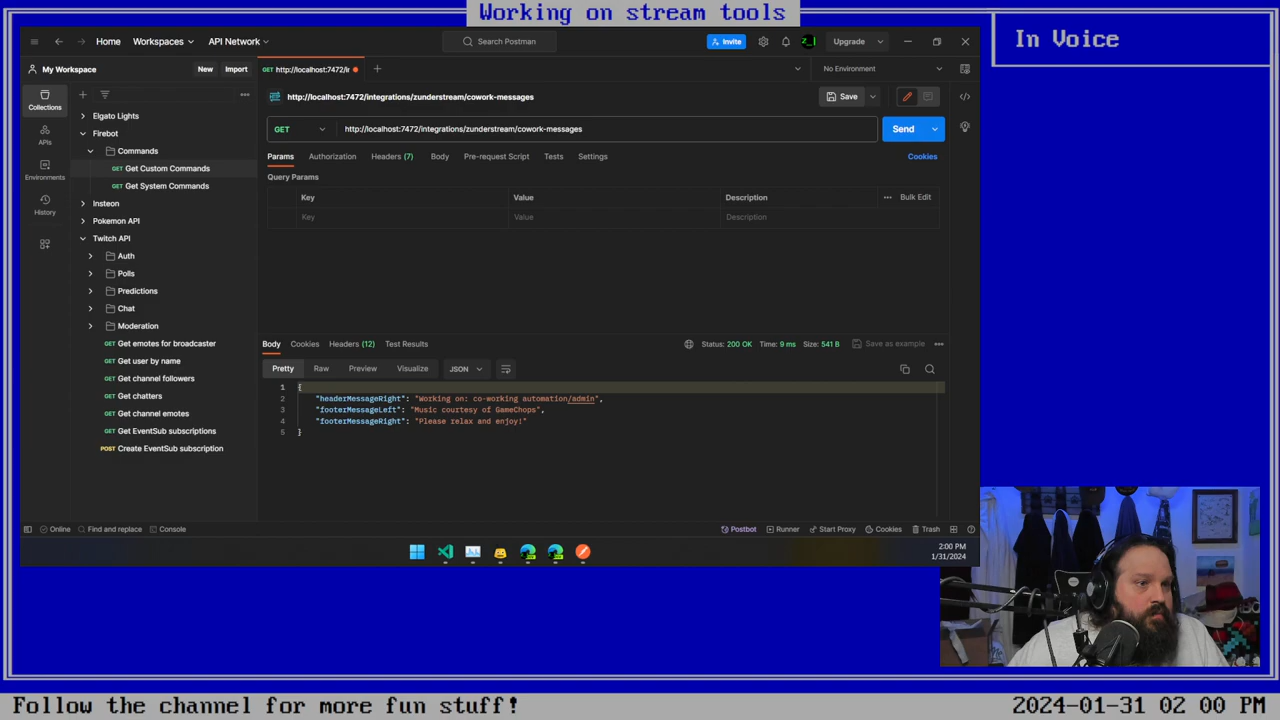 Working on stream tools
In Voice
Home
Workspaces
API Network
Search Postman
Invite
Upgrade
My Workspace
New
Import
GET http://localhost:7472/ir
No Environment
http://localhost:7472/integrations/zunderstream/cowork-messages
Save
GET
http://localhost:7472/integrations/zunderstream/cowork-messages
Send
Params
Authorization
Headers (7)
Body
Pre-request Script
Tests
Settings
Cookies
Query Params
Key
Value
Description
Bulk Edit
Key
Value
Description
Collections
APIs
Environments
History
Elgato Lights
Firebot
Commands
GET Get Custom Commands
GET Get System Commands
Insteon
Pokemon API
Twitch API
Auth
Polls
Predictions
Chat
Moderation
GET Get emotes for broadcaster
GET Get user by name
GET Get channel followers
GET Get chatters
GET Get channel emotes
GET Get EventSub subscriptions
POST Create EventSub subscription
Body
Cookies
Headers (12)
Test Results
Status: 200 OK
Time: 9 ms
Size: 541 B
Save as example
Pretty
Raw
Preview
Visualize
JSON
1 {
2 "headerMessageRight": "Working on: co-working automation/admin",
3 "footerMessageLeft": "Music courtesy of GameChops",
4 "footerMessageRight": "Please relax and enjoy!"
5 }
Online
Find and replace
Console
Postbot
Runner
Start Proxy
Cookies
Trash
2:00 PM
1/31/2024
Follow the channel for more fun stuff!
2024-01-31 02 00 PM